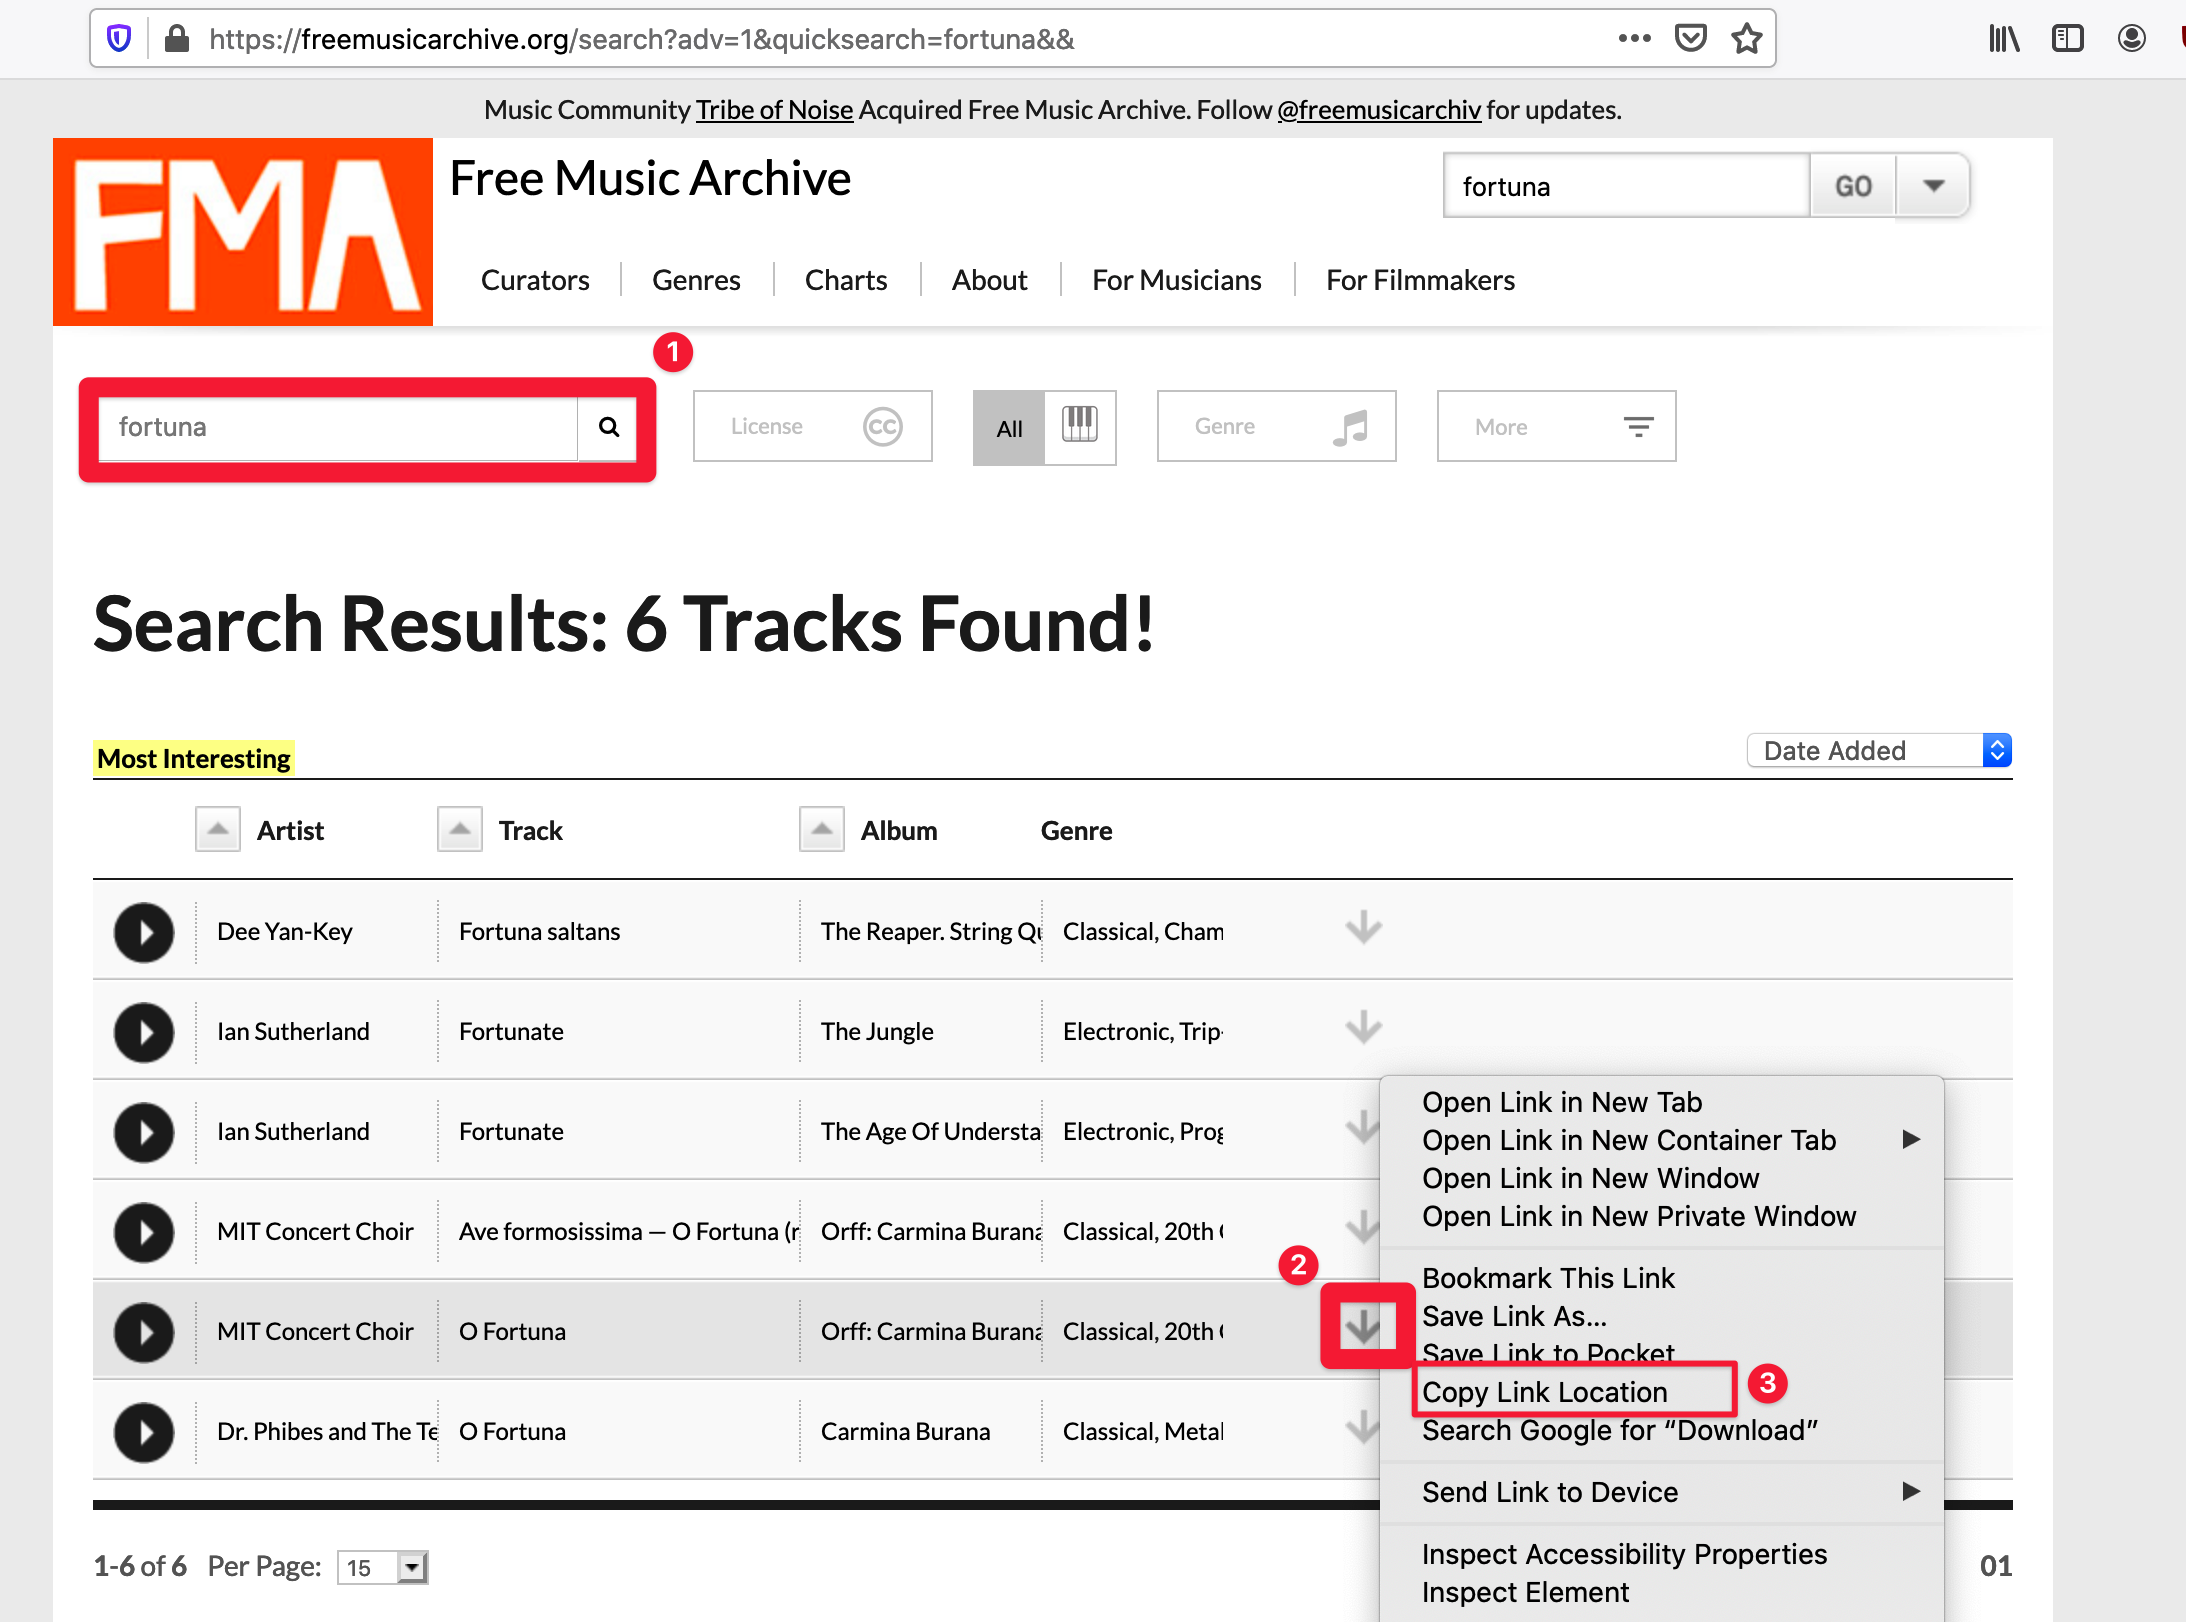 https://freemusicarchive.org/search?adv=1&quicksearch=fortuna&&
Music Community Tribe of Noise Acquired Free Music Archive. Follow @freemusicarchiv for updates.
FMA
Free Music Archive
fortuna GO
Curators Genres Charts About For Musicians For Filmmakers
1
fortuna License CC All Genre More
Search Results: 6 Tracks Found!
Most Interesting Date Added
Artist Track Album Genre
Dee Yan-Key Fortuna saltans The Reaper. String Qu Classical, Cham
Ian Sutherland Fortunate The Jungle Electronic, Trip-
Ian Sutherland Fortunate The Age Of Understa Electronic, Prog
MIT Concert Choir Ave formosissima — O Fortuna (r Orff: Carmina Burana Classical, 20th
2
MIT Concert Choir O Fortuna Orff: Carmina Burana Classical, 20th
Dr. Phibes and The Te O Fortuna Carmina Burana Classical, Metal
Open Link in New Tab
Open Link in New Container Tab
Open Link in New Window
Open Link in New Private Window
Bookmark This Link
Save Link As...
Save Link to Pocket
Copy Link Location 3
Search Google for “Download”
Send Link to Device
Inspect Accessibility Properties
Inspect Element
1-6 of 6 Per Page: 15 01